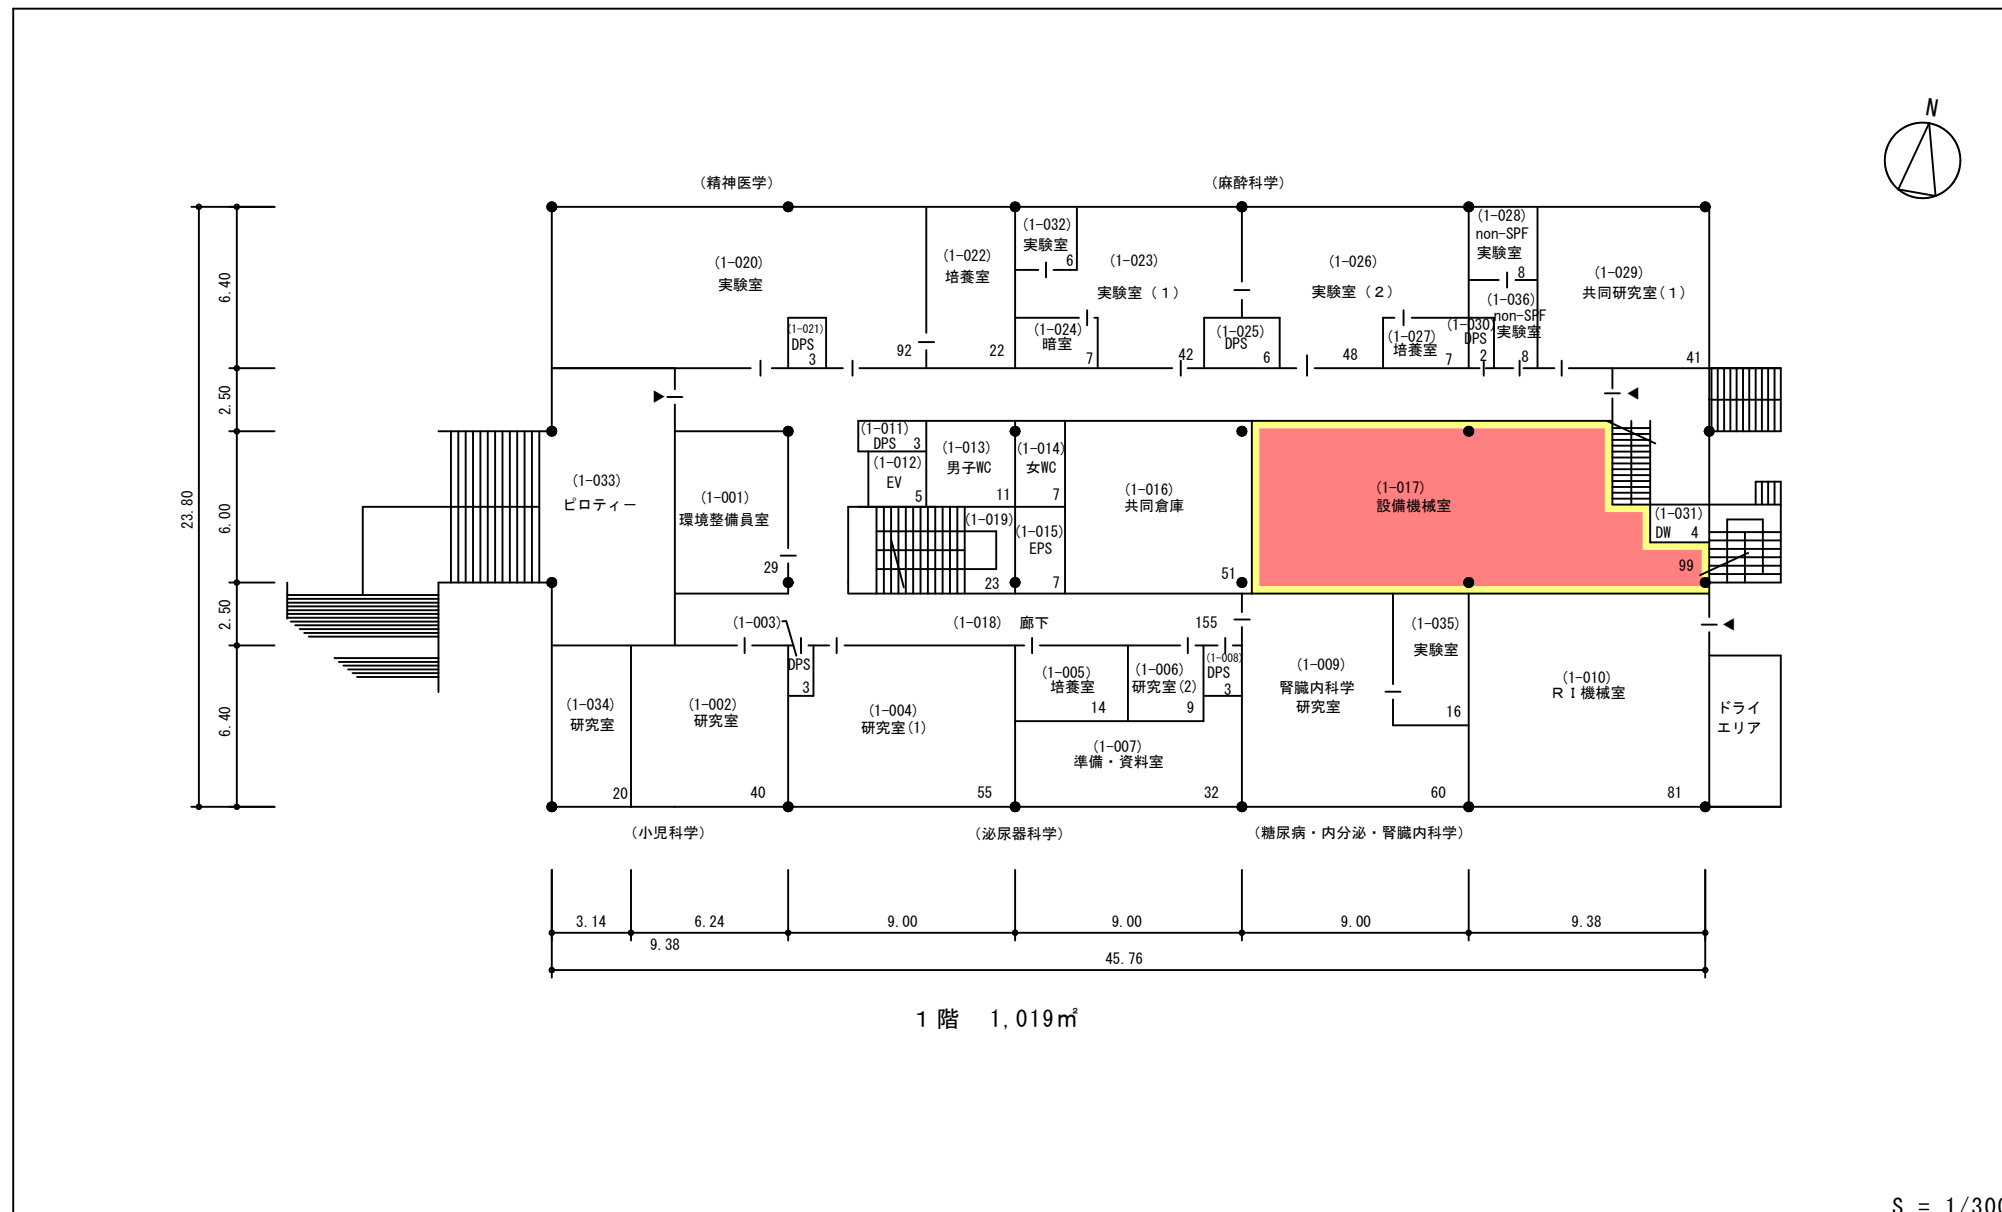 N
(精神医学)
(麻酔科学)
(1-020)
実験室
92
(1-021)
DPS
3
(1-022)
培養室
22
(1-032)
実験室
6
(1-023)
実験室(1)
42
(1-024)
暗室
7
(1-025)
DPS
6
(1-026)
実験室(2)
48
(1-027)
培養室
7
(1-030)
DPS
2
(1-028)
non-SPF
実験室
8
(1-036)
non-SPF
実験室
8
(1-029)
共同研究室(1)
41
(1-033)
ピロティー
(1-001)
環境整備員室
29
(1-011)
DPS 3
(1-012)
EV
5
(1-013)
男子WC
11
(1-014)
女WC
7
(1-019)
23
(1-015)
EPS
7
(1-016)
共同倉庫
51
(1-017)
設備機械室
99
(1-031)
DW 4
(1-003)
DPS
3
(1-018) 廊下
155
(1-034)
研究室
20
(1-002)
研究室
40
(1-004)
研究室(1)
55
(1-005)
培養室
14
(1-006)
研究室(2)
9
(1-008)
DPS
3
(1-007)
準備・資料室
32
(1-009)
腎臓内科学
研究室
60
(1-035)
実験室
16
(1-010)
RI機械室
81
ドライ
エリア
(小児科学)
(泌尿器科学)
(糖尿病・内分泌・腎臓内科学)
23.80
6.40
2.50
6.00
2.50
6.40
3.14
6.24
9.00
9.00
9.00
9.38
9.38
45.76
1階 1,019㎡
S = 1/300